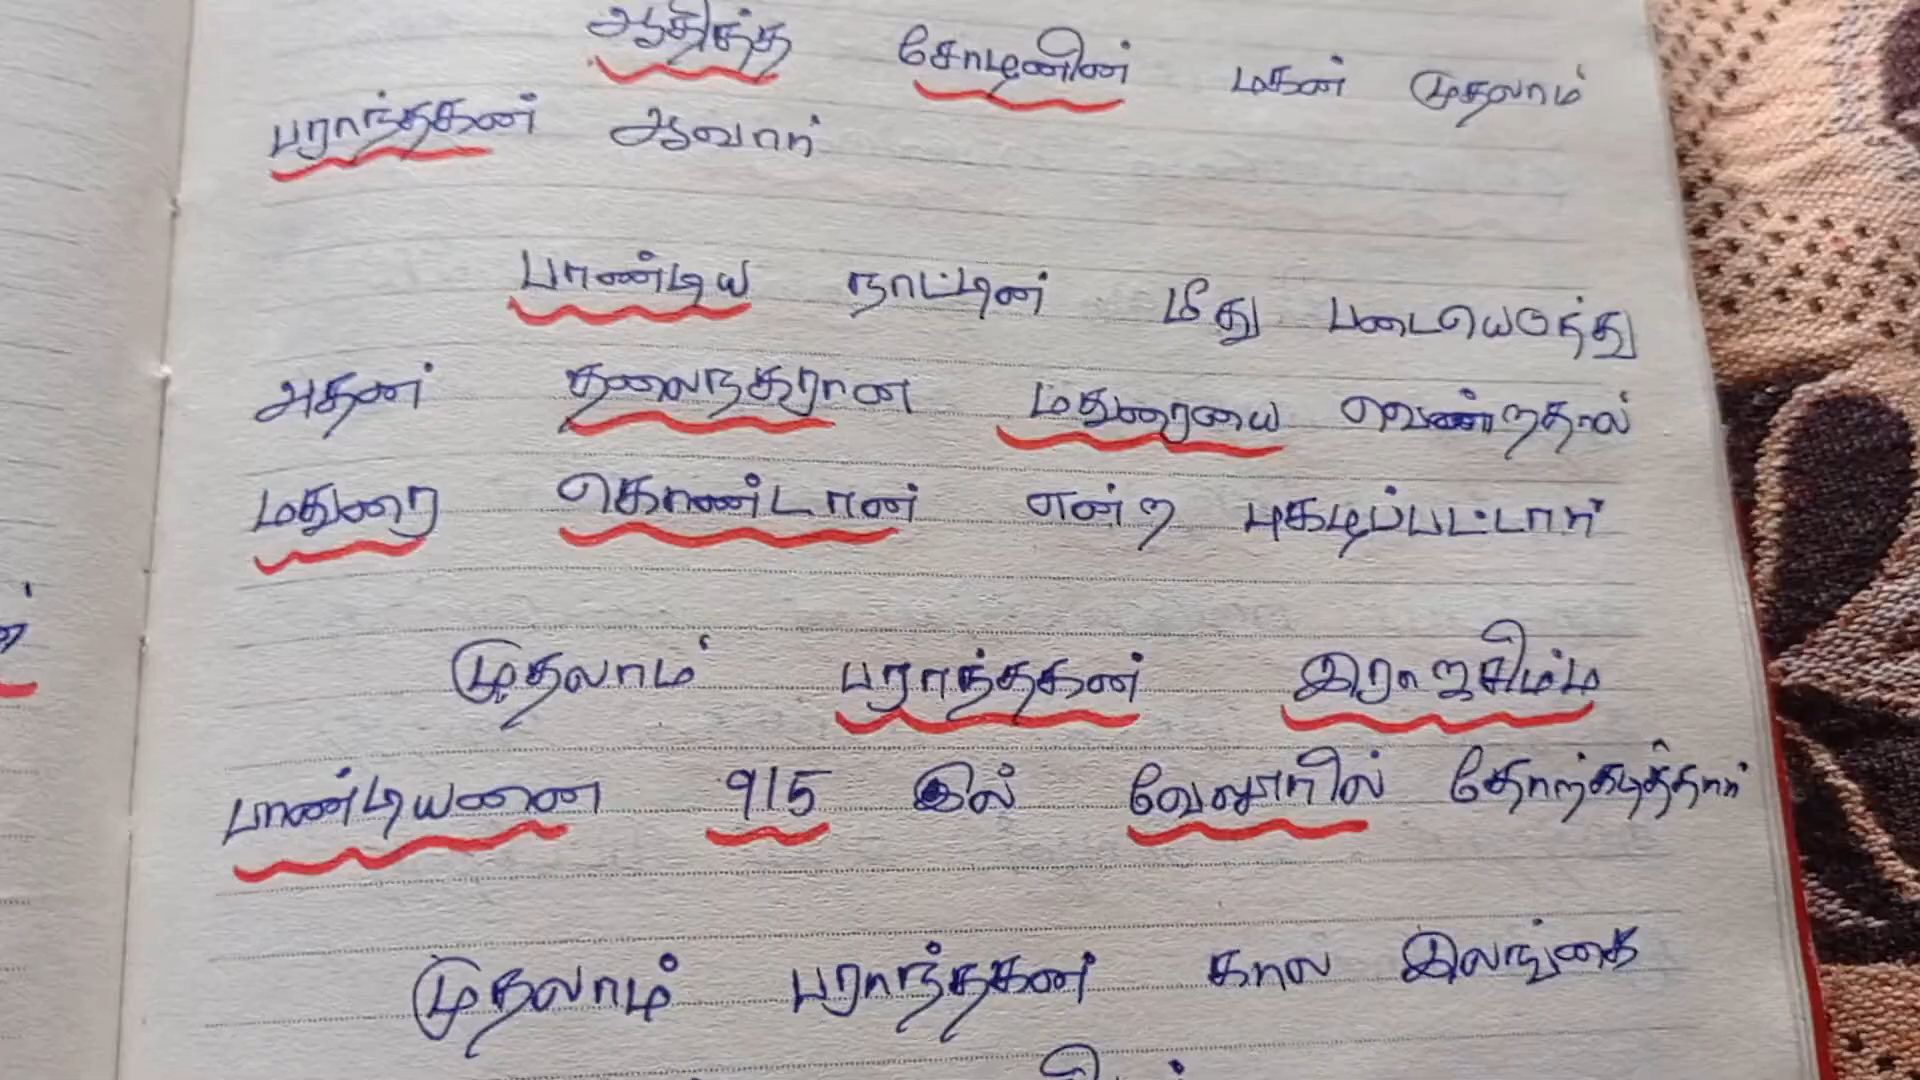 ஆதித்த சோழனின் மகன் முதலாம்
பராந்தகன் ஆவார்
பாண்டிய நாட்டின் மீது படையெடுத்து
அதன் தலைநகரான மதுரையை வென்றதால்
மதுரை கொண்டான் என்ற புகழப்பட்டார்
முதலாம் பராந்தகன் இராஜசிம்ம
பாண்டியனை 915 இல் வேலூரில் தோற்கடித்தார்
முதலாம் பராந்தகன் கால இலங்கை